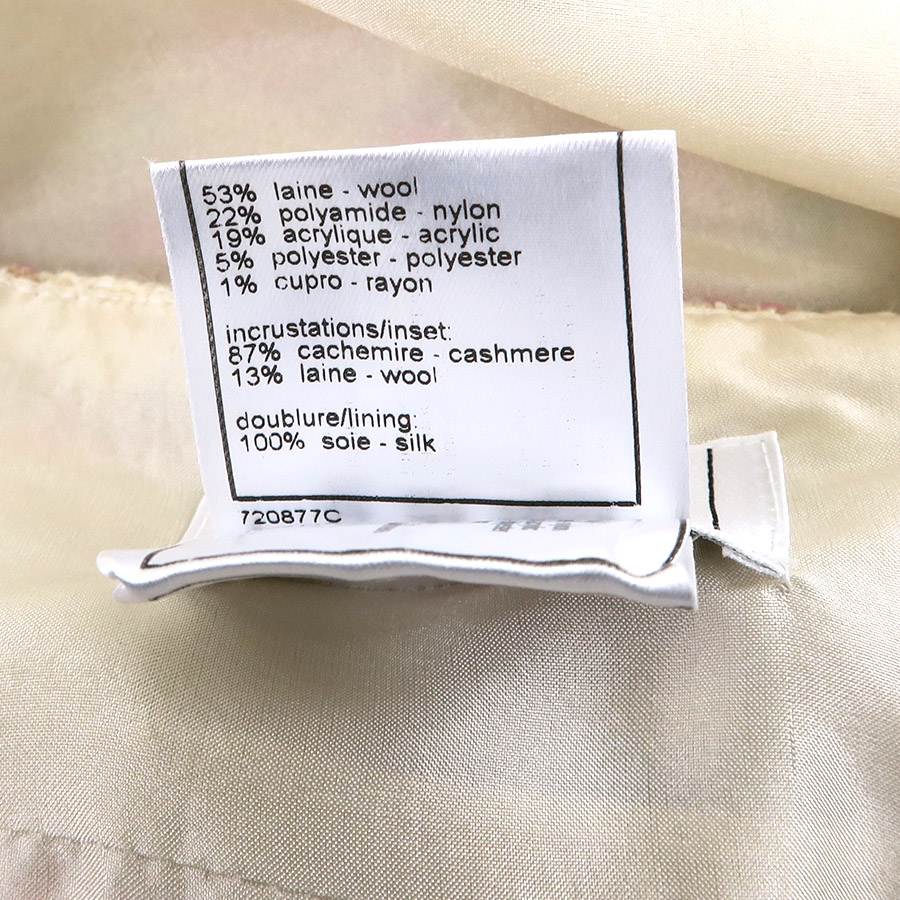 53% laine - wool
22% polyamide - nylon
19% acrylique - acrylic
5% polyester - polyester
1% cupro - rayon
incrustations/inset:
87% cachemire - cashmere
13% laine - wool
doublure/lining:
100% soie - silk
720877C